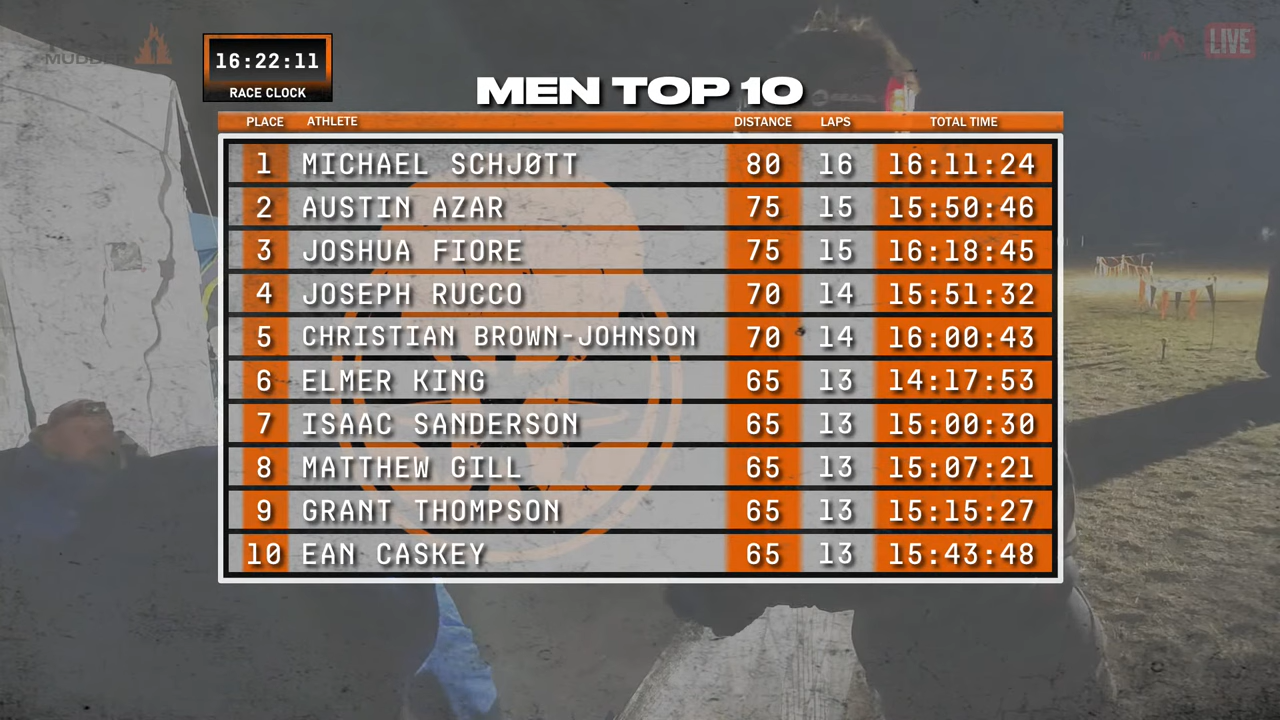 MUDDER
LIVE
16:22:11
RACE CLOCK
MEN TOP 10
PLACE ATHLETE DISTANCE LAPS TOTAL TIME
1 MICHAEL SCHJØTT 80 16 16:11:24
2 AUSTIN AZAR 75 15 15:50:46
3 JOSHUA FIORE 75 15 16:18:45
4 JOSEPH RUCCO 70 14 15:51:32
5 CHRISTIAN BROWN-JOHNSON 70 14 16:00:43
6 ELMER KING 65 13 14:17:53
7 ISAAC SANDERSON 65 13 15:00:30
8 MATTHEW GILL 65 13 15:07:21
9 GRANT THOMPSON 65 13 15:15:27
10 EAN CASKEY 65 13 15:43:48